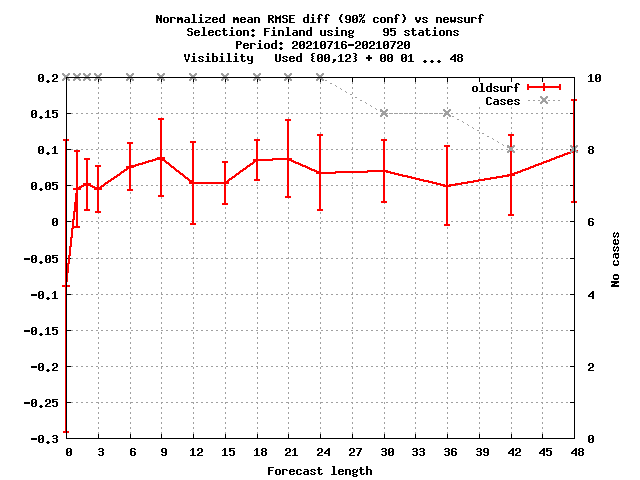 Normalized mean RMSE diff (90% conf) vs newsurf
Selection: Finland using    95 stations
Period: 20210716-20210720
Visibility   Used {00,12} + 00 01 ... 48
oldsurf
Cases
0.2
0.15
0.1
0.05
0
-0.05
-0.1
-0.15
-0.2
-0.25
-0.3
10
8
6
4
2
0
No cases
0 3 6 9 12 15 18 21 24 27 30 33 36 39 42 45 48
Forecast length